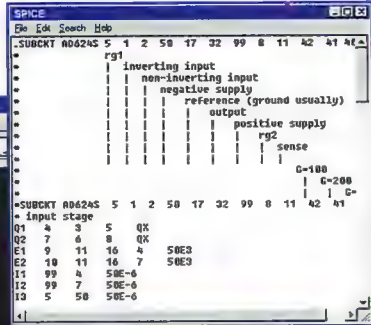 SPICE
File Edit Search Help
.SUBCKT AD624S 5 1 2 50 17 32 99 8 11 42 41
* rg1
* | inverting input
* | | non-inverting input
* | | | negative supply
* | | | | reference (ground usually)
* | | | | | output
* | | | | | | positive supply
* | | | | | | | rg2
* | | | | | | | | sense
* | | | | | | | | |
* G=100
* | G=200
* | | G=
*SUBCKT AD624S 5 1 2 50 17 32 99 8 11 42 41
* input stage
Q1 4 3 5 QX
Q2 7 6 8 QX
E1 9 11 16 4 50E3
E2 10 11 16 7 50E3
I1 99 4 50E-6
I2 99 7 50E-6
I3 5 50 50E-6